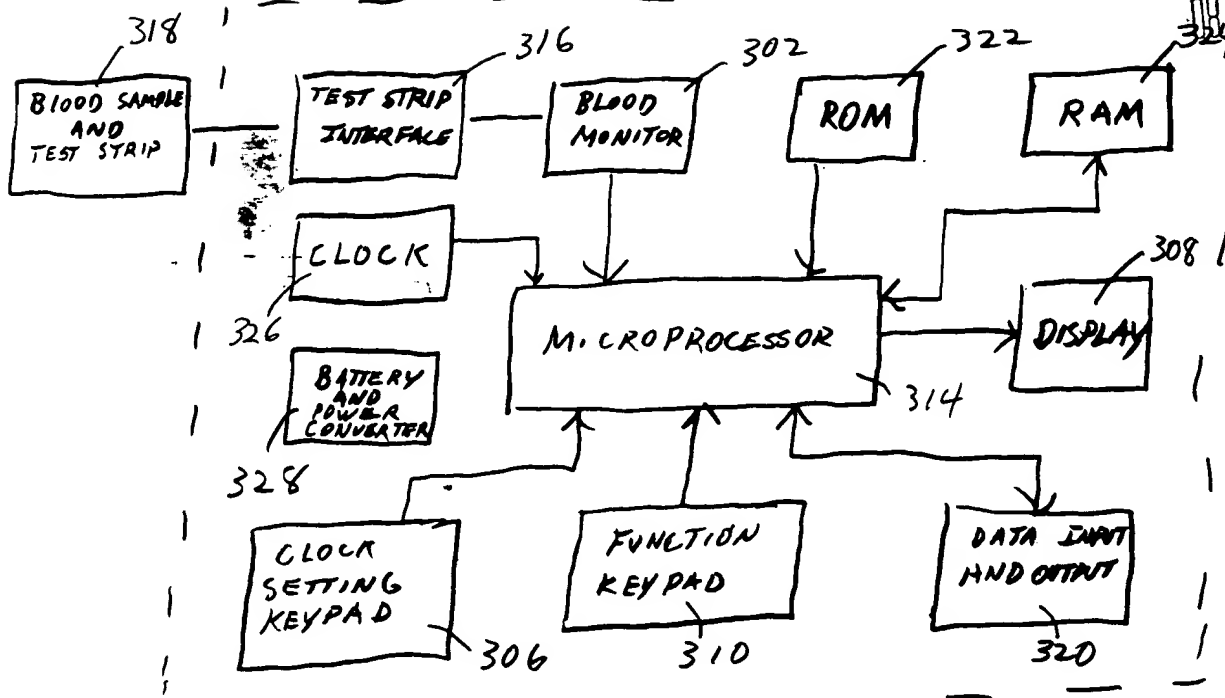 318
316
302
322
BLOOD SAMPLE
AND
TEST STRIP
TEST STRIP
INTERFACE
BLOOD
MONITOR
ROM
RAM
CLOCK
326
308
DISPLAY
MICROPROCESSOR
314
BATTERY
AND
POWER
CONVERTER
328
CLOCK
SETTING
KEYPAD
306
FUNCTION
KEYPAD
310
DATA INPUT
AND OUTPUT
320